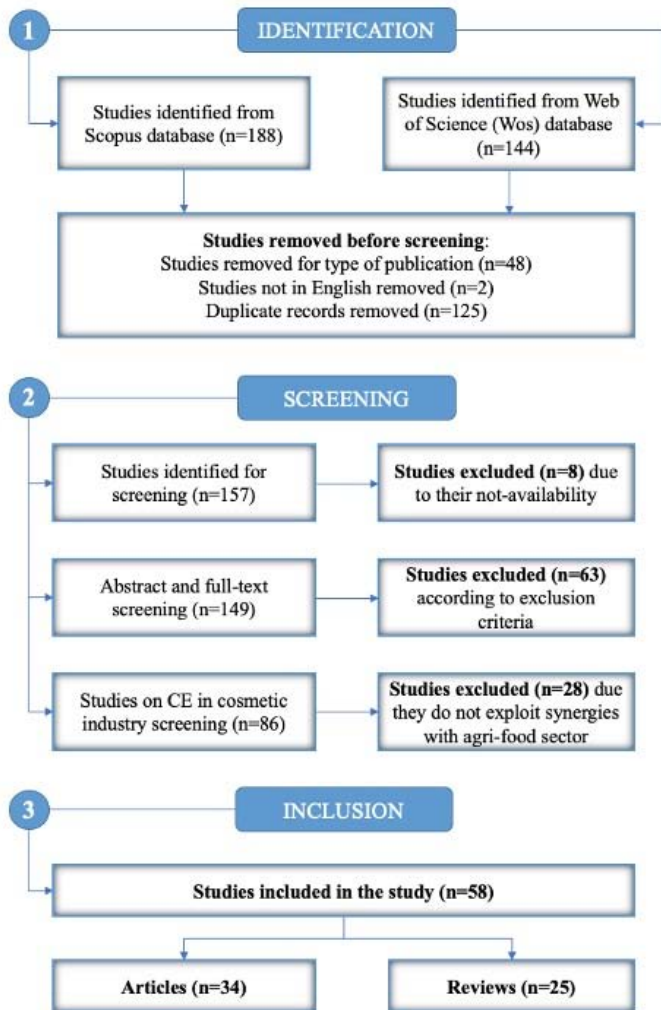 1
IDENTIFICATION
Studies identified from
Scopus database (n=188)
Studies identified from Web
of Science (Wos) database
(n=144)
Studies removed before screening:
Studies removed for type of publication (n=48)
Studies not in English removed (n=2)
Duplicate records removed (n=125)
2
SCREENING
Studies identified for
screening (n=157)
Studies excluded (n=8) due
to their not-availability
Abstract and full-text
screening (n=149)
Studies excluded (n=63)
according to exclusion
criteria
Studies on CE in cosmetic
industry screening (n=86)
Studies excluded (n=28) due
they do not exploit synergies
with agri-food sector
3
INCLUSION
Studies included in the study (n=58)
Articles (n=34)
Reviews (n=25)